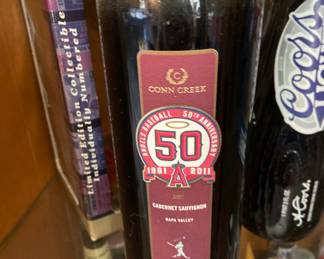 Limited Edition Collectible
Individually Numbered
C
CONN CREEK
ANGELS BASEBALL 50TH ANNIVERSARY
50
1961 A 2011
CABERNET SAUVIGNON
NAPA VALLEY
Coors